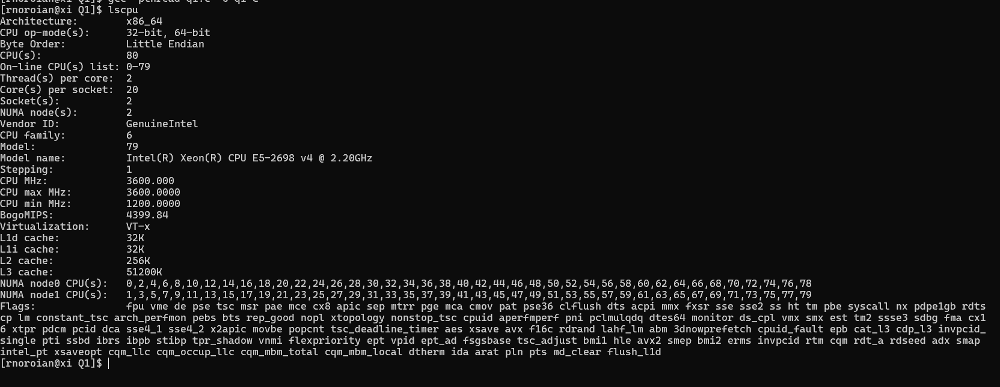 [rnoroian@xi Q1]$ lscpu
Architecture:        x86_64
CPU op-mode(s):      32-bit, 64-bit
Byte Order:          Little Endian
CPU(s):              80
On-line CPU(s) list: 0-79
Thread(s) per core:  2
Core(s) per socket:  20
Socket(s):           2
NUMA node(s):        2
Vendor ID:           GenuineIntel
CPU family:          6
Model:               79
Model name:          Intel(R) Xeon(R) CPU E5-2698 v4 @ 2.20GHz
Stepping:            1
CPU MHz:             3600.000
CPU max MHz:         3600.0000
CPU min MHz:         1200.0000
BogoMIPS:            4399.84
Virtualization:      VT-x
L1d cache:           32K
L1i cache:           32K
L2 cache:            256K
L3 cache:            51200K
NUMA node0 CPU(s):   0,2,4,6,8,10,12,14,16,18,20,22,24,26,28,30,32,34,36,38,40,42,44,46,48,50,52,54,56,58,60,62,64,66,68,70,72,74,76,78
NUMA node1 CPU(s):   1,3,5,7,9,11,13,15,17,19,21,23,25,27,29,31,33,35,37,39,41,43,45,47,49,51,53,55,57,59,61,63,65,67,69,71,73,75,77,79
Flags:               fpu vme de pse tsc msr pae mce cx8 apic sep mtrr pge mca cmov pat pse36 clflush dts acpi mmx fxsr sse sse2 ss ht tm pbe syscall nx pdpe1gb rdts
cp lm constant_tsc arch_perfmon pebs bts rep_good nopl xtopology nonstop_tsc cpuid aperfmperf pni pclmulqdq dtes64 monitor ds_cpl vmx smx est tm2 ssse3 sdbg fma cx1
6 xtpr pdcm pcid dca sse4_1 sse4_2 x2apic movbe popcnt tsc_deadline_timer aes xsave avx f16c rdrand lahf_lm abm 3dnowprefetch cpuid_fault epb cat_l3 cdp_l3 invpcid_
single pti ssbd ibrs ibpb stibp tpr_shadow vnmi flexpriority ept vpid ept_ad fsgsbase tsc_adjust bmi1 hle avx2 smep bmi2 erms invpcid rtm cqm rdt_a rdseed adx smap
intel_pt xsaveopt cqm_llc cqm_occup_llc cqm_mbm_total cqm_mbm_local dtherm ida arat pln pts md_clear flush_l1d
[rnoroian@xi Q1]$